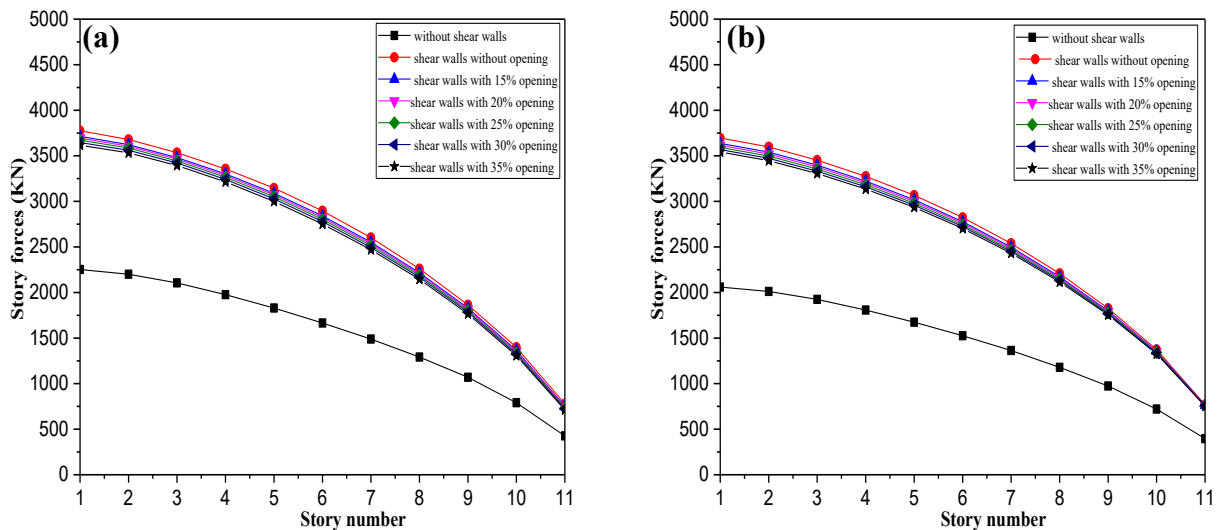 (a)
5000
4500
4000
3500
3000
2500
2000
1500
1000
500
0
Story forces (KN)
without shear walls
shear walls without opening
shear walls with 15% opening
shear walls with 20% opening
shear walls with 25% opening
shear walls with 30% opening
shear walls with 35% opening
1 2 3 4 5 6 7 8 9 10 11
Story number
(b)
5000
4500
4000
3500
3000
2500
2000
1500
1000
500
0
Story forces (KN)
without shear walls
shear walls without opening
shear walls with 15% opening
shear walls with 20% opening
shear walls with 25% opening
shear walls with 30% opening
shear walls with 35% opening
1 2 3 4 5 6 7 8 9 10 11
Story number